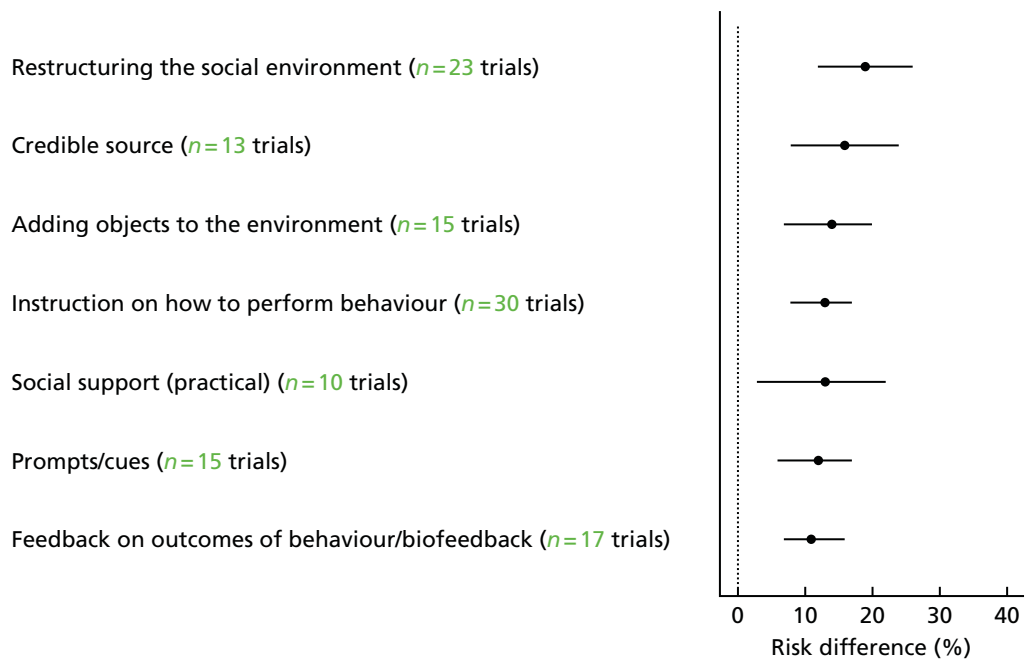 Restructuring the social environment (n=23 trials)
Credible source (n=13 trials)
Adding objects to the environment (n=15 trials)
Instruction on how to perform behaviour (n=30 trials)
Social support (practical) (n=10 trials)
Prompts/cues (n=15 trials)
Feedback on outcomes of behaviour/biofeedback (n=17 trials)
0 10 20 30 40
Risk difference (%)